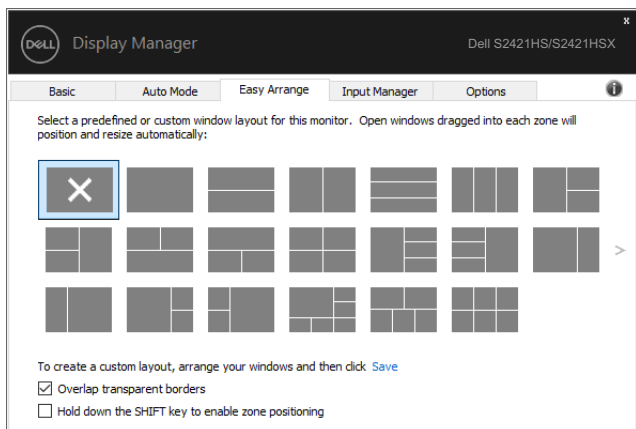 x
DELL Display Manager Dell S2421HS/S2421HSX
Basic Auto Mode Easy Arrange Input Manager Options i
Select a predefined or custom window layout for this monitor. Open windows dragged into each zone will
position and resize automatically:
>
To create a custom layout, arrange your windows and then click Save
Overlap transparent borders
Hold down the SHIFT key to enable zone positioning